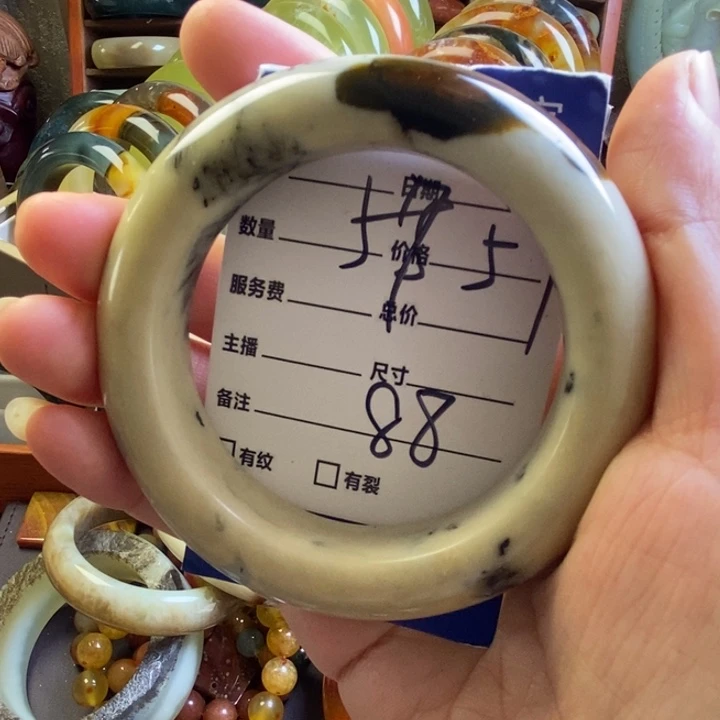 日期
数量 价格
服务费 总价
主播 尺寸
备注 88
有纹 有裂